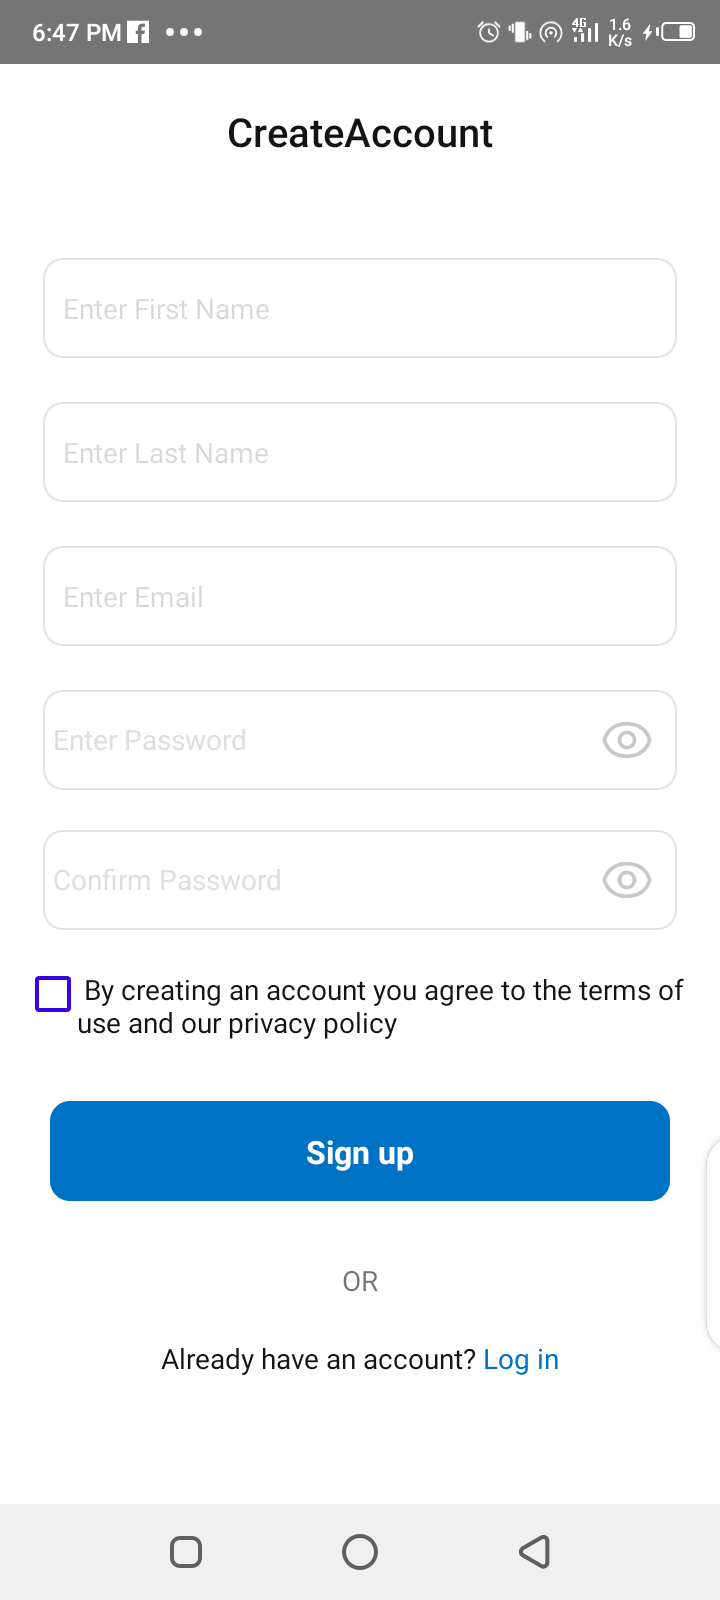 6:47 PM
4G
1.6
K/s
CreateAccount
Enter First Name
Enter Last Name
Enter Email
Enter Password
Confirm Password
By creating an account you agree to the terms of
use and our privacy policy
Sign up
OR
Already have an account? Log in